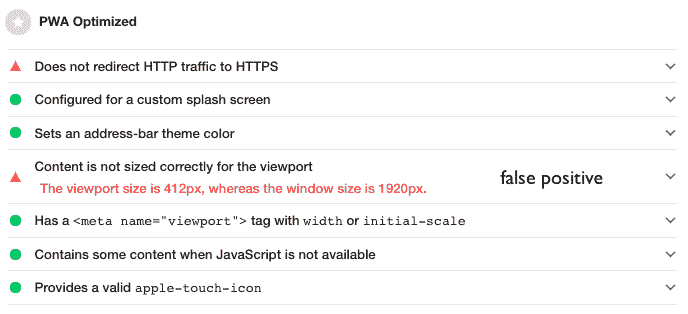 PWA Optimized
Does not redirect HTTP traffic to HTTPS
Configured for a custom splash screen
Sets an address-bar theme color
Content is not sized correctly for the viewport
The viewport size is 412px, whereas the window size is 1920px.
false positive
Has a <meta name="viewport"> tag with width or initial-scale
Contains some content when JavaScript is not available
Provides a valid apple-touch-icon